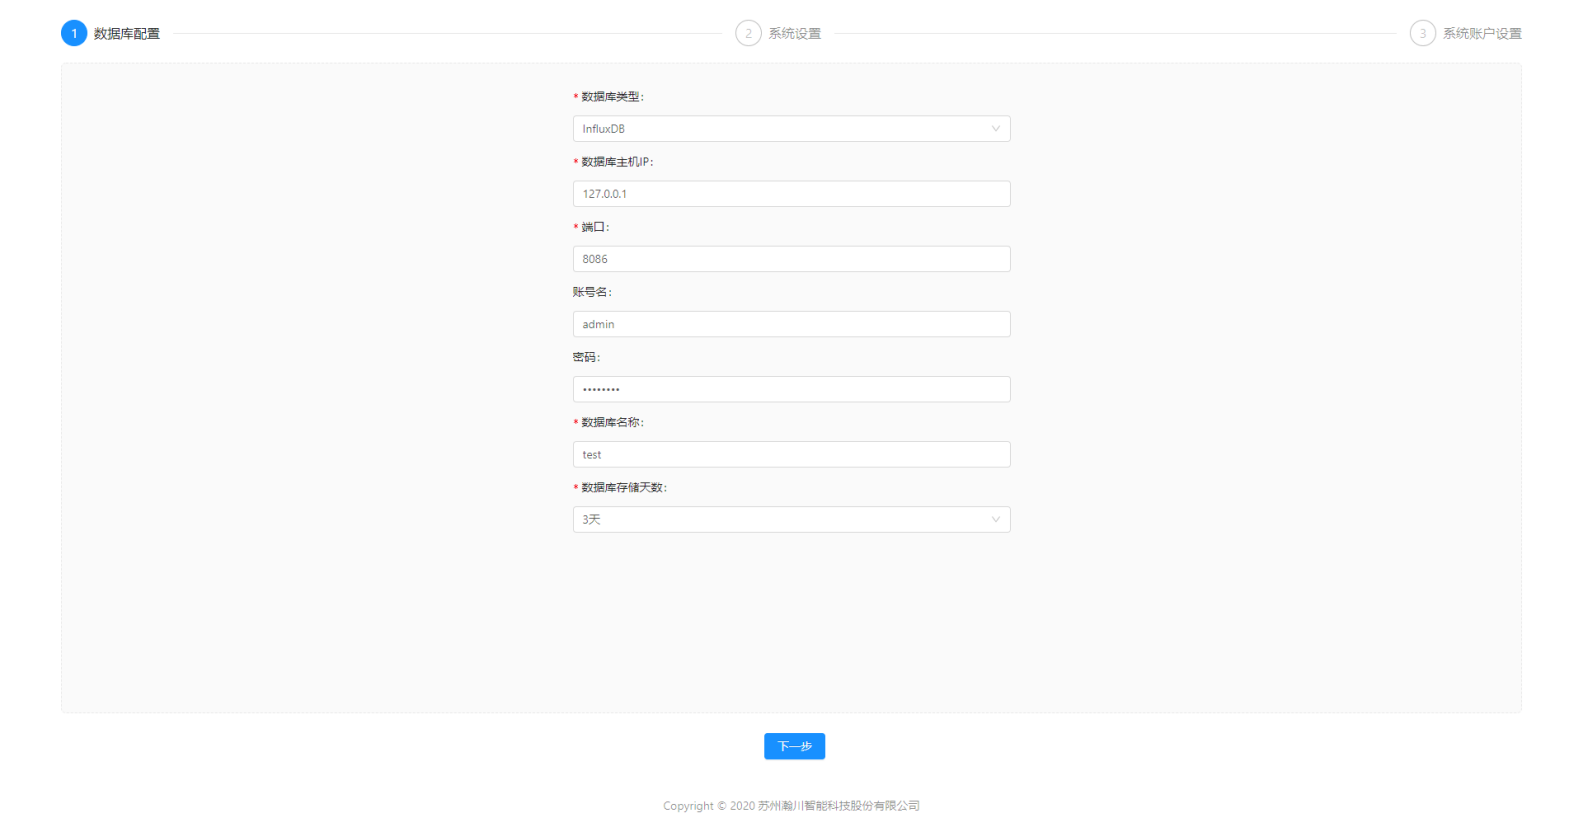 1 数据库配置 2 系统设置 3 系统账户设置
* 数据库类型:
InfluxDB
* 数据库主机IP:
127.0.0.1
* 端口:
8086
账号名:
admin
密码:
••••••••
* 数据库名称:
test
* 数据库存储天数:
3天
下一步
Copyright © 2020 苏州瀚川智能科技股份有限公司